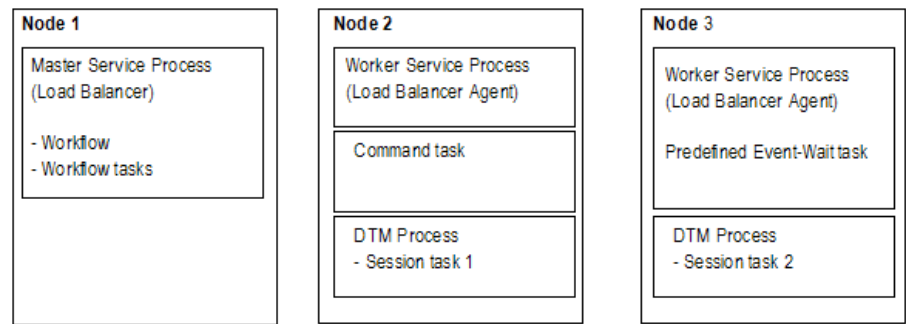 Node 1
Master Service Process
(Load Balancer)
- Workflow
- Workflow tasks
Node 2
Worker Service Process
(Load Balancer Agent)
Command task
DTM Process
- Session task 1
Node 3
Worker Service Process
(Load Balancer Agent)
Predefined Event-Wait task
DTM Process
- Session task 2